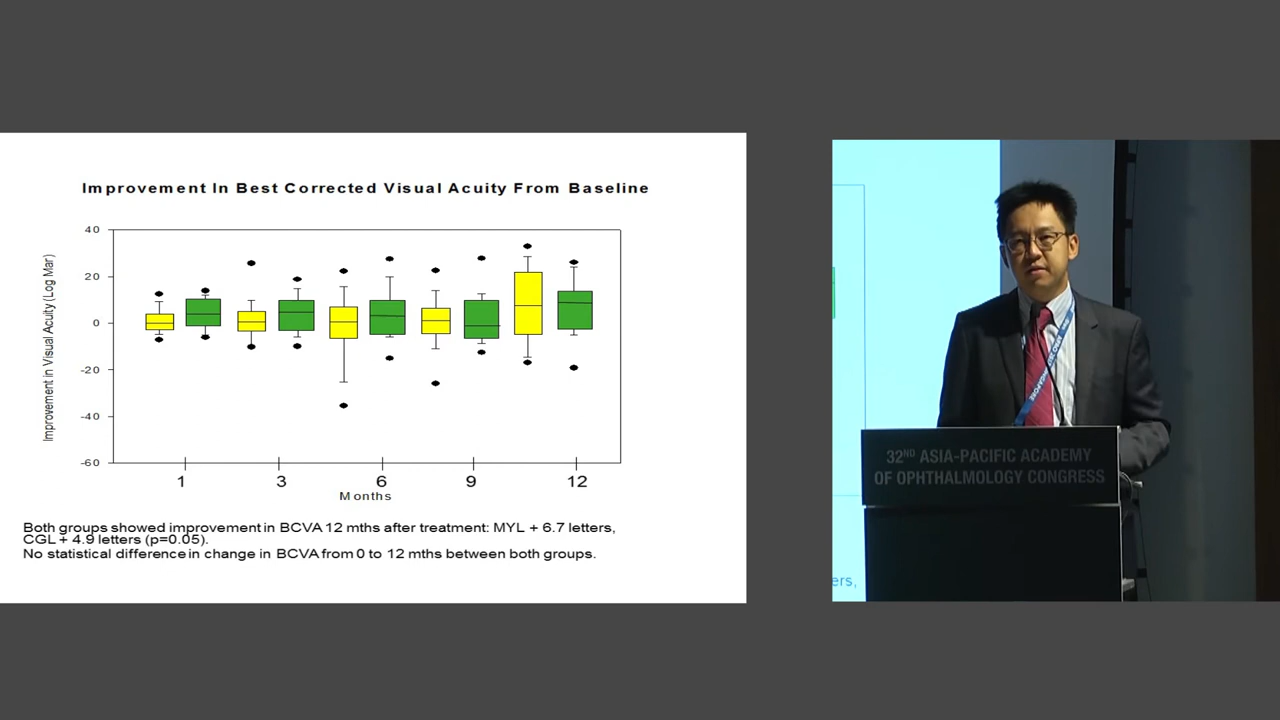 Improvement In Best Corrected Visual Acuity From Baseline
Improvement in Visual Acuity (Log Mar)
40
20
0
-20
-40
-60
1 3 6 9 12
Months
Both groups showed improvement in BCVA 12 mths after treatment: MYL + 6.7 letters,
CGL + 4.9 letters (p=0.05).
No statistical difference in change in BCVA from 0 to 12 mths between both groups.
SINGAPORE
32ND ASIA-PACIFIC ACADEMY
OF OPHTHALMOLOGY CONGRESS
ers,